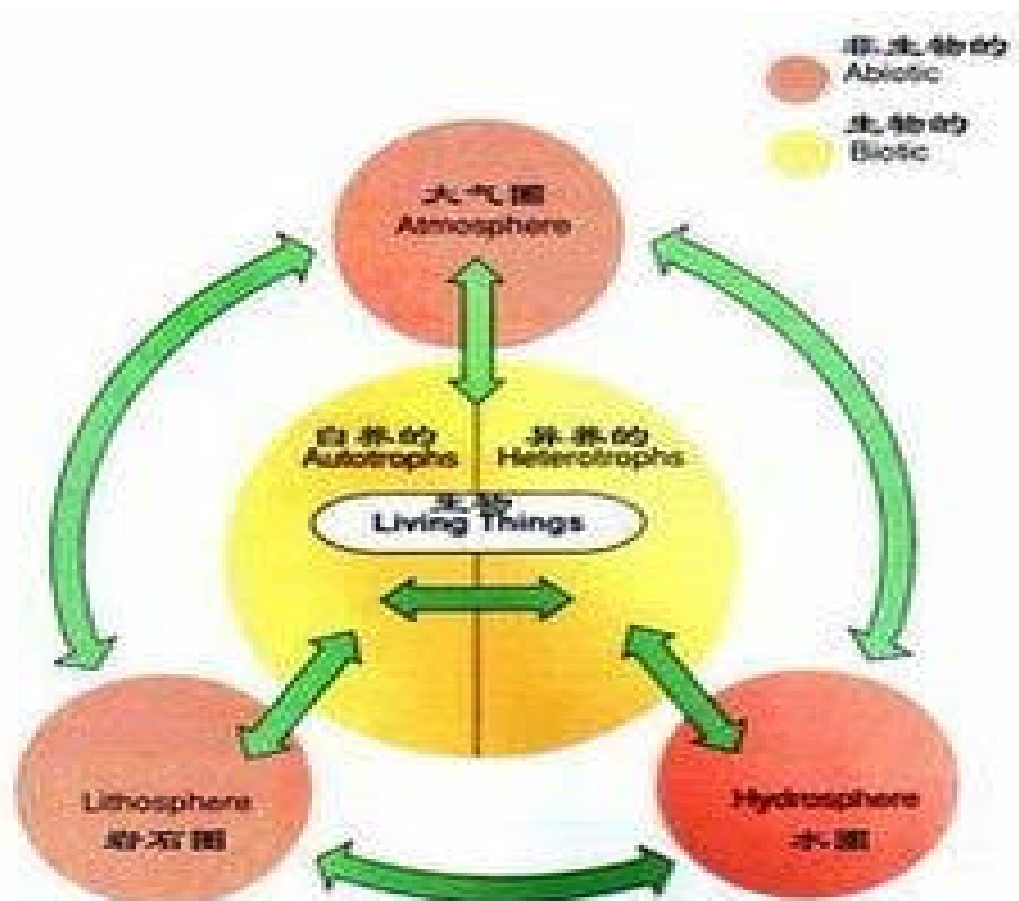 非生物的
Abiotic
生物的
Biotic
大气圈
Atmosphere
自养的
Autotrophs
异养的
Heterotrophs
生物
Living Things
Lithosphere
岩石圈
Hydrosphere
水圈